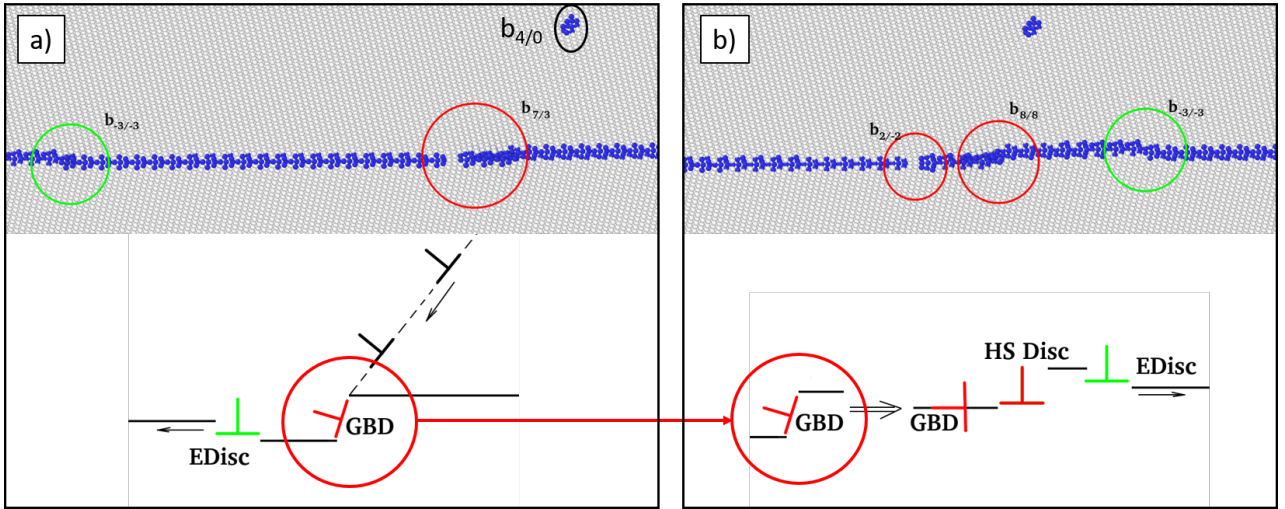 a)
b4/0
b-3/-3
b7/3
EDisc
GBD
b)
b2/-2
b8/8
b-3/-3
HS Disc
EDisc
GBD
GBD